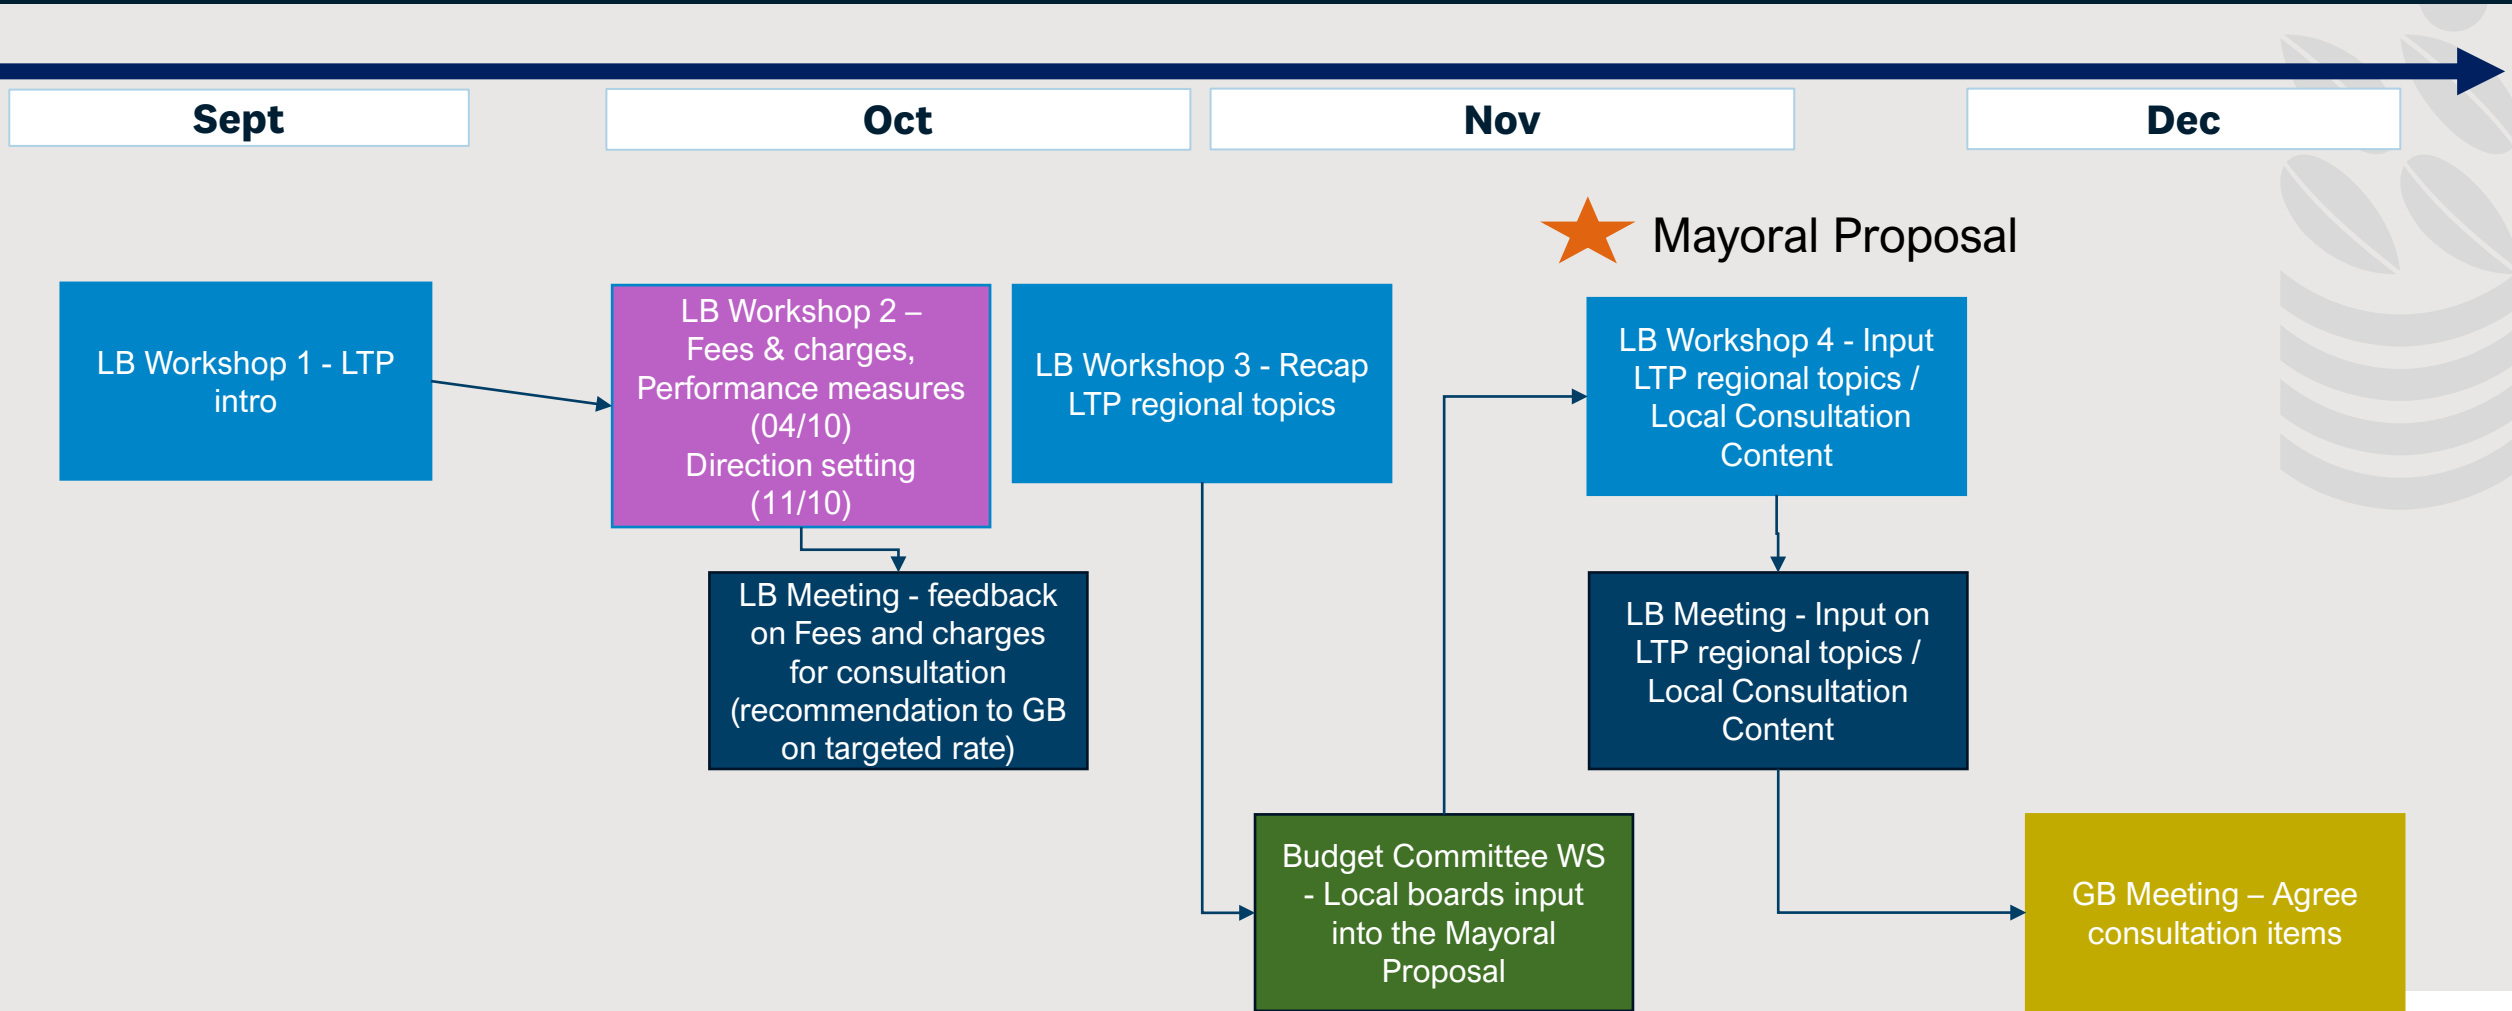 Sept
Oct
Nov
Dec
Mayoral Proposal
LB Workshop 1 - LTP
intro
LB Workshop 2 –
Fees & charges,
Performance measures
(04/10)
Direction setting
(11/10)
LB Workshop 3 - Recap
LTP regional topics
LB Workshop 4 - Input
LTP regional topics /
Local Consultation
Content
LB Meeting - feedback
on Fees and charges
for consultation
(recommendation to GB
on targeted rate)
LB Meeting - Input on
LTP regional topics /
Local Consultation
Content
Budget Committee WS
- Local boards input
into the Mayoral
Proposal
GB Meeting – Agree
consultation items